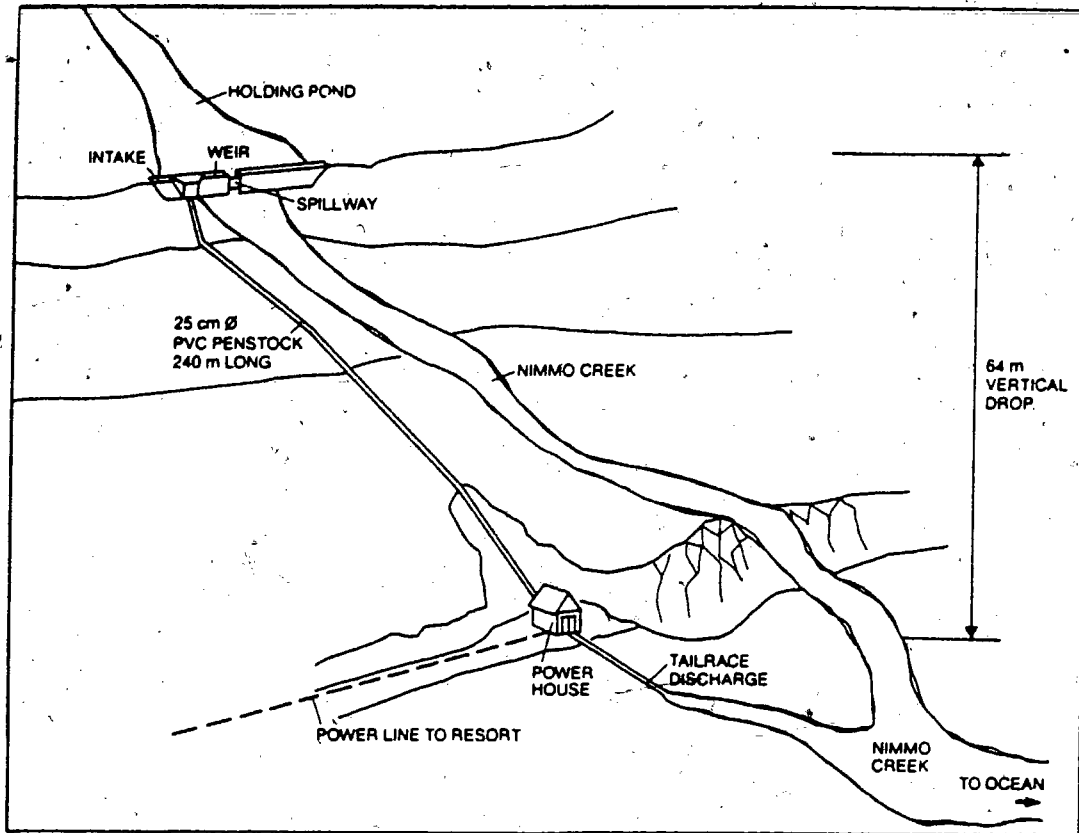 HOLDING POND
INTAKE
WEIR
SPILLWAY
25 cm Ø
PVC PENSTOCK
240 m LONG
NIMMO CREEK
64 m
VERTICAL
DROP
POWER
HOUSE
TAILRACE
DISCHARGE
POWER LINE TO RESORT
NIMMO
CREEK
TO OCEAN